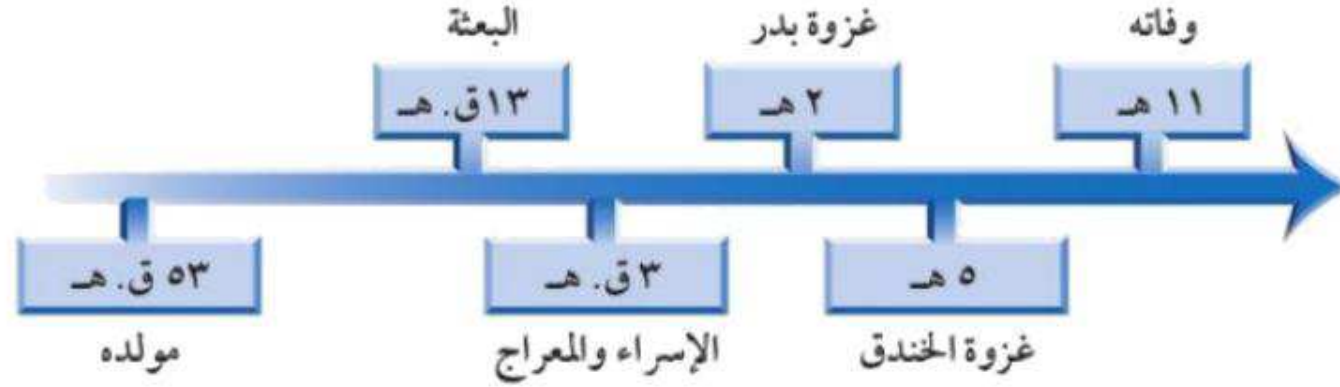 البعثة
غزوة بدر
وفاته
١٣ ق. هـ
٢ هـ
١١ هـ
٥٣ ق. هـ
٣ ق. هـ
٥ هـ
مولده
الإسراء والمعراج
غزوة الخندق